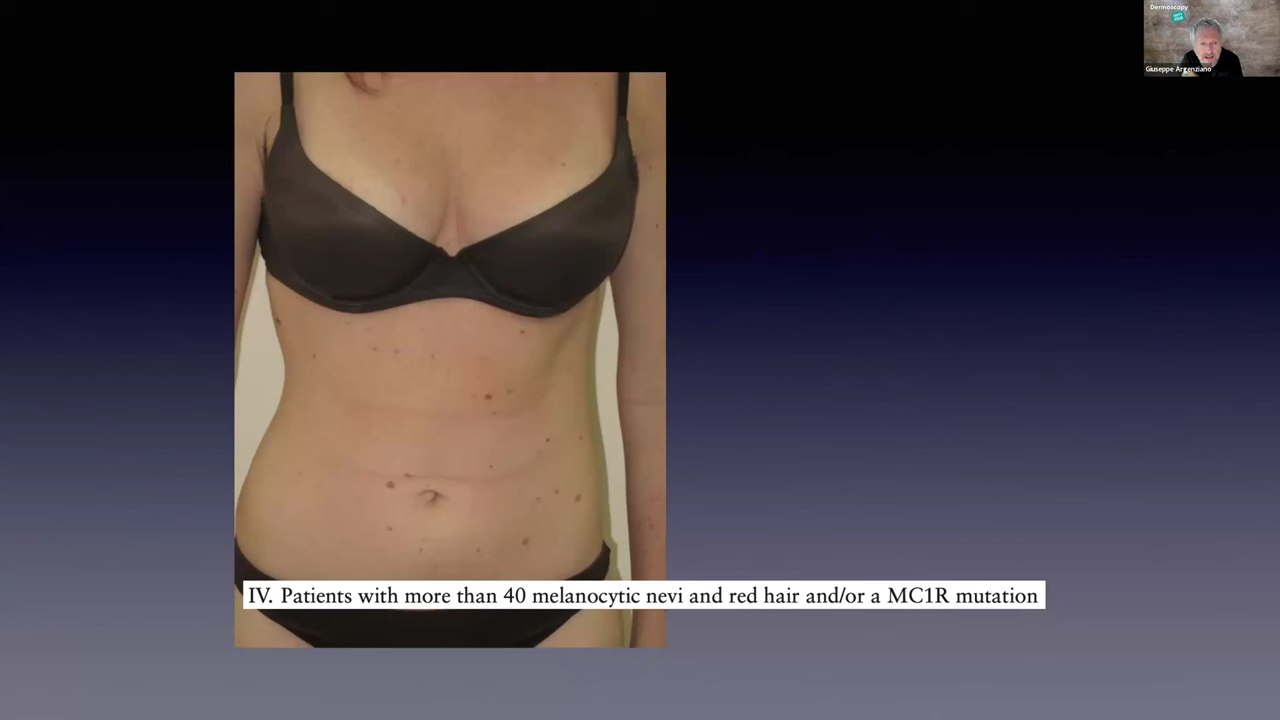 Dermoscopy
Giuseppe Argenziano
IV. Patients with more than 40 melanocytic nevi and red hair and/or a MC1R mutation